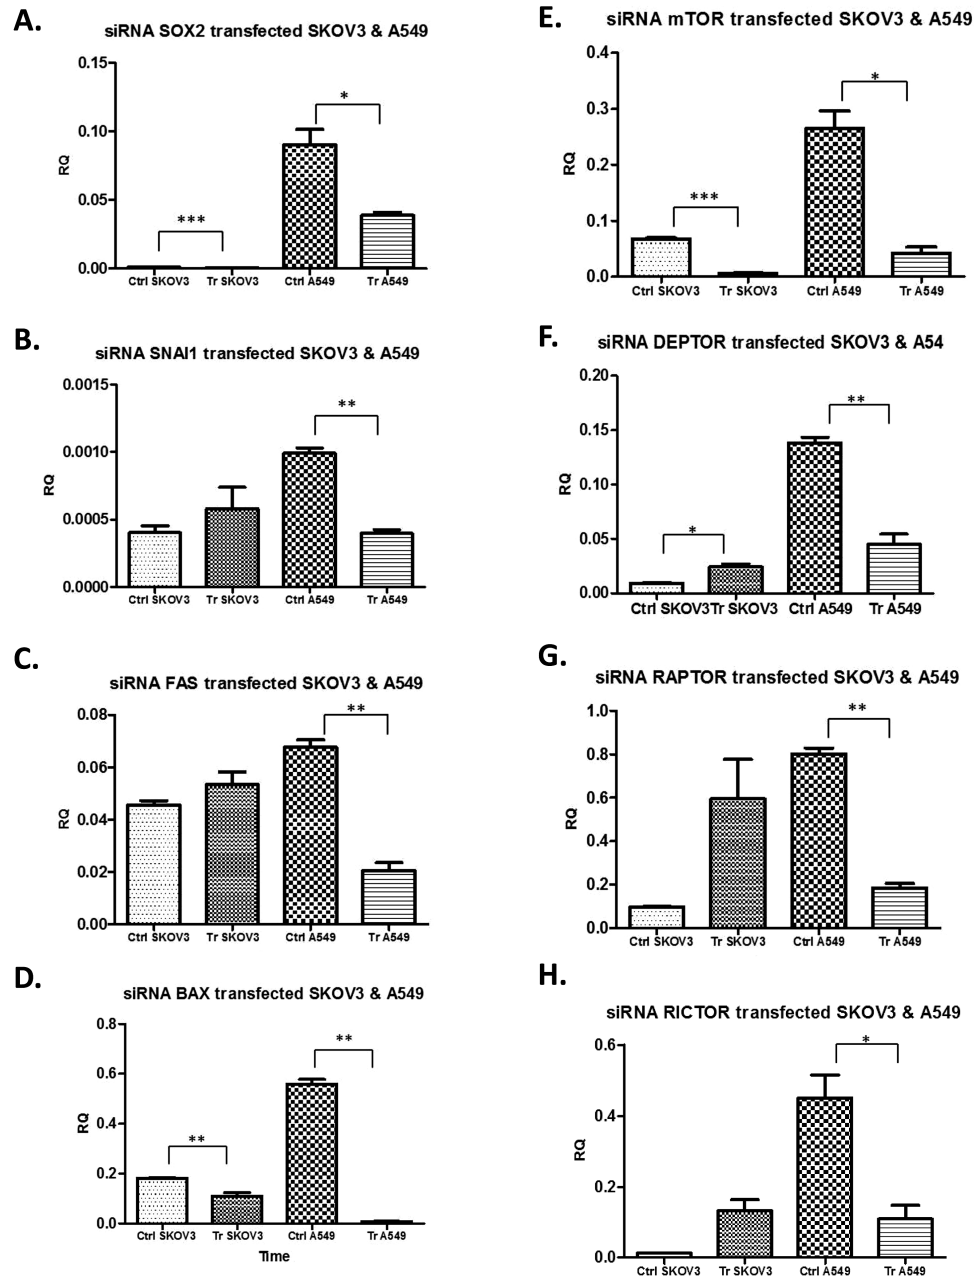 A.
siRNA SOX2 transfected SKOV3 & A549
0.15
0.10
0.05
0.00
RQ
***
*
Ctrl SKOV3 Tr SKOV3 Ctrl A549 Tr A549
B.
siRNA SNAI1 transfected SKOV3 & A549
0.0015
0.0010
0.0005
0.0000
RQ
**
Ctrl SKOV3 Tr SKOV3 Ctrl A549 Tr A549
C.
siRNA FAS transfected SKOV3 & A549
0.08
0.06
0.04
0.02
0.00
RQ
**
Ctrl SKOV3 Tr SKOV3 Ctrl A549 Tr A549
D.
siRNA BAX transfected SKOV3 & A549
0.8
0.6
0.4
0.2
0.0
RQ
**
**
Ctrl SKOV3 Tr SKOV3 Ctrl A549 Tr A549
Time
E.
siRNA mTOR transfected SKOV3 & A549
0.4
0.3
0.2
0.1
0.0
RQ
***
*
Ctrl SKOV3 Tr SKOV3 Ctrl A549 Tr A549
F.
siRNA DEPTOR transfected SKOV3 & A54
0.20
0.15
0.10
0.05
0.00
RQ
*
**
Ctrl SKOV3 Tr SKOV3 Ctrl A549 Tr A549
G.
siRNA RAPTOR transfected SKOV3 & A549
1.0
0.8
0.6
0.4
0.2
0.0
RQ
**
Ctrl SKOV3 Tr SKOV3 Ctrl A549 Tr A549
H.
siRNA RICTOR transfected SKOV3 & A549
0.6
0.4
0.2
0.0
RQ
*
Ctrl SKOV3 Tr SKOV3 Ctrl A549 Tr A549